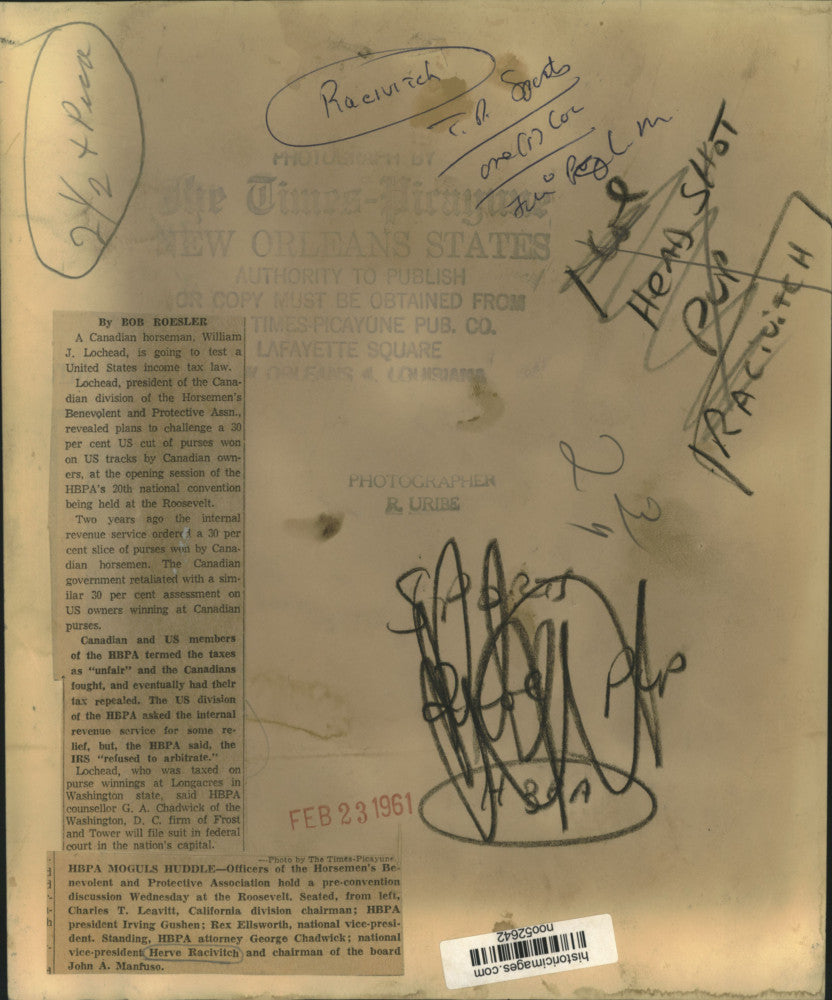 2 1/2 x Pica
Racivitch
T. P. Sports
one (1) Col
HEAD SHOT
PUP
RACIVITCH
PHOTOGRAPH BY
The Times-Picayune
NEW ORLEANS STATES
AUTHORITY TO PUBLISH
OR COPY MUST BE OBTAINED FROM
TIMES-PICAYUNE PUB. CO.
LAFAYETTE SQUARE
NEW ORLEANS 4, LOUISIANA
By BOB ROESLER
A Canadian horseman, William
J. Lochead, is going to test a
United States income tax law.
Lochead, president of the Cana-
dian division of the Horsemen's
Benevolent and Protective Assn.,
revealed plans to challenge a 30
per cent US cut of purses won
on US tracks by Canadian own-
ers, at the opening session of the
HBPA's 20th national convention
being held at the Roosevelt.
Two years ago the internal
revenue service ordered a 30 per
cent slice of purses won by Cana-
dian horsemen. The Canadian
government retaliated with a sim-
ilar 30 per cent assessment on
US owners winning at Canadian
purses.
Canadian and US members
of the HBPA termed the taxes
as "unfair" and the Canadians
fought, and eventually had their
tax repealed. The US division
of the HBPA asked the internal
revenue service for some re-
lief, but, the HBPA said, the
IRS "refused to arbitrate."
Lochead, who was taxed on
purse winnings at Longacres in
Washington state, said HBPA
counsellor G. A. Chadwick of the
Washington, D. C. firm of Frost
and Tower will file suit in federal
court in the nation's capital.
PHOTOGRAPHER
R. URIBE
SPORTS
PUP
FEB 23 1961
—Photo by The Times-Picayune.
HBPA MOGULS HUDDLE—Officers of the Horsemen's Be-
nevolent and Protective Association hold a pre-convention
discussion Wednesday at the Roosevelt. Seated, from left,
Charles T. Leavitt, California division chairman; HBPA
president Irving Gushen; Rex Ellsworth, national vice-presi-
dent. Standing, HBPA attorney George Chadwick; national
vice-president Herve Racivitch and chairman of the board
John A. Manfuso.
historicimages.com
noo52642